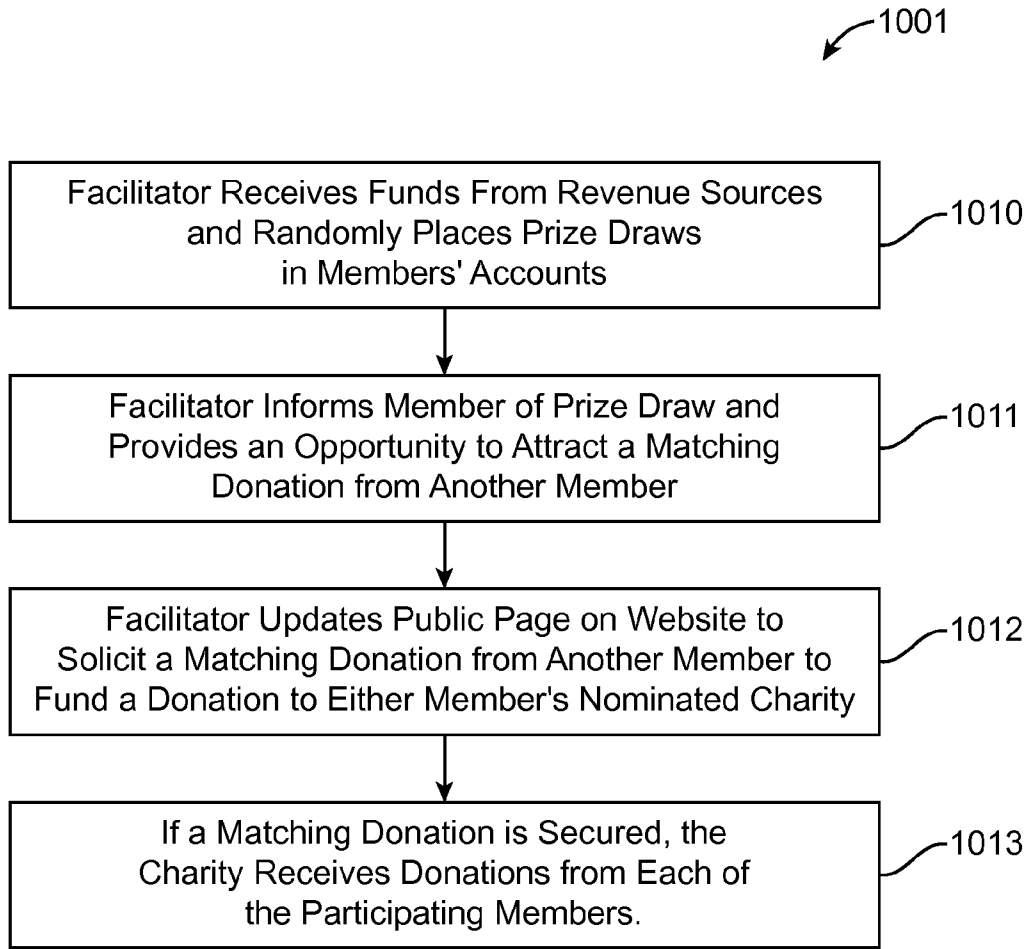 1001
Facilitator Receives Funds From Revenue Sources
and Randomly Places Prize Draws
in Members' Accounts
1010
Facilitator Informs Member of Prize Draw and
Provides an Opportunity to Attract a Matching
Donation from Another Member
1011
Facilitator Updates Public Page on Website to
Solicit a Matching Donation from Another Member to
Fund a Donation to Either Member's Nominated Charity
1012
If a Matching Donation is Secured, the
Charity Receives Donations from Each of
the Participating Members.
1013